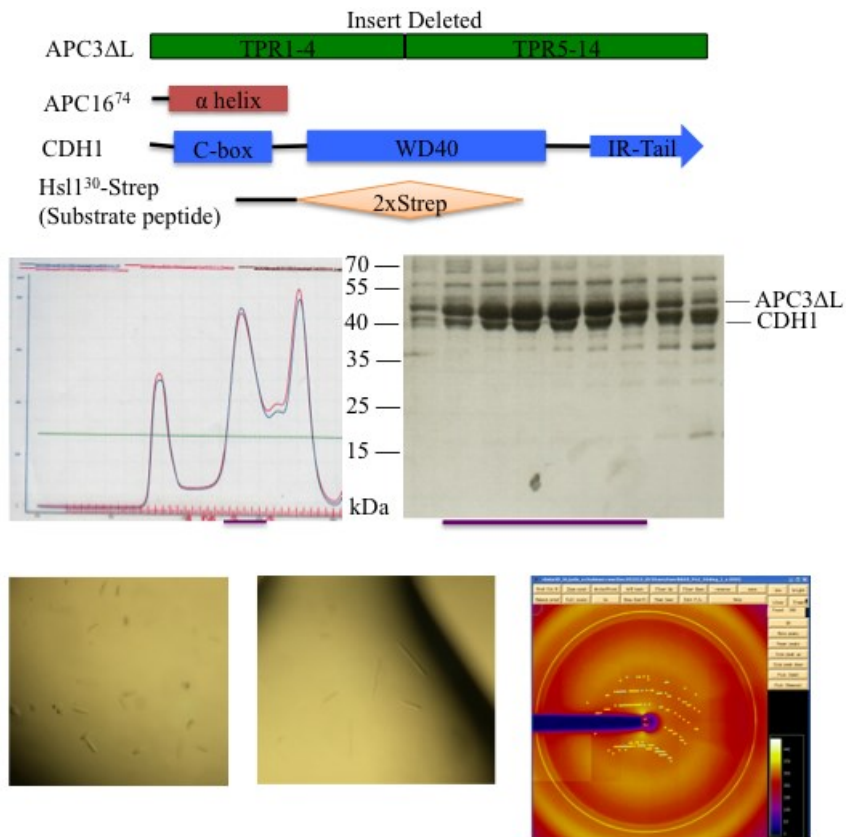 Insert Deleted
APC3ΔL
TPR1-4
TPR5-14
APC16⁷⁴
α helix
CDH1
C-box
WD40
IR-Tail
Hsl1³⁰-Strep
(Substrate peptide)
2xStrep
70
55
40
35
25
15
kDa
APC3ΔL
CDH1